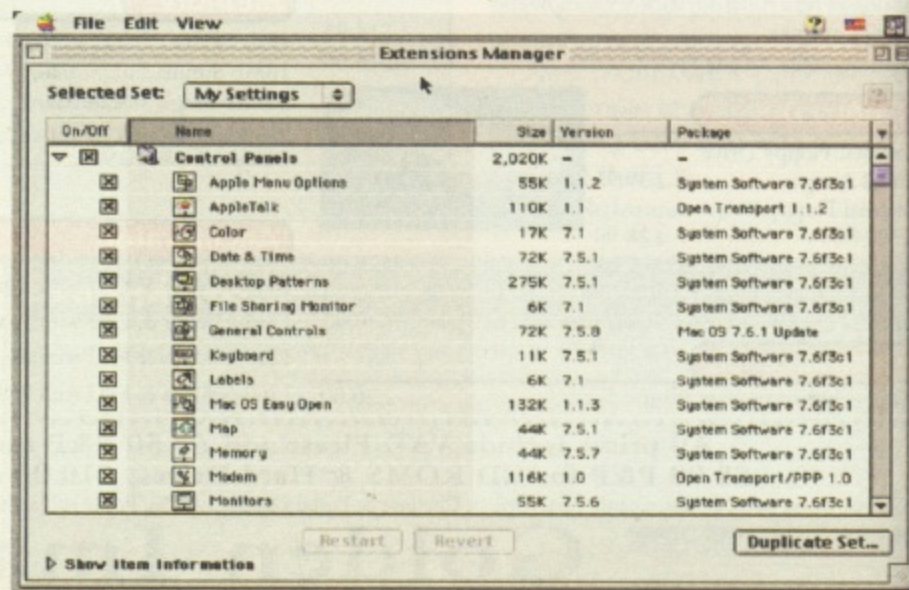 File Edit View
Extensions Manager
Selected Set: My Settings
On/Off Name Size Version Package
Control Panels 2,020K - -
Apple Menu Options 55K 1.1.2 System Software 7.6f3c1
AppleTalk 110K 1.1 Open Transport 1.1.2
Color 17K 7.1 System Software 7.6f3c1
Date & Time 72K 7.5.1 System Software 7.6f3c1
Desktop Patterns 275K 7.5.1 System Software 7.6f3c1
File Sharing Monitor 6K 7.1 System Software 7.6f3c1
General Controls 72K 7.5.8 Mac OS 7.6.1 Update
Keyboard 11K 7.5.1 System Software 7.6f3c1
Labels 6K 7.1 System Software 7.6f3c1
Mac OS Easy Open 132K 1.1.3 System Software 7.6f3c1
Map 44K 7.5.1 System Software 7.6f3c1
Memory 44K 7.5.7 System Software 7.6f3c1
Modem 116K 1.0 Open Transport/PPP 1.0
Monitors 55K 7.5.6 System Software 7.6f3c1
Restart Revert Duplicate Set...
Show Item Information